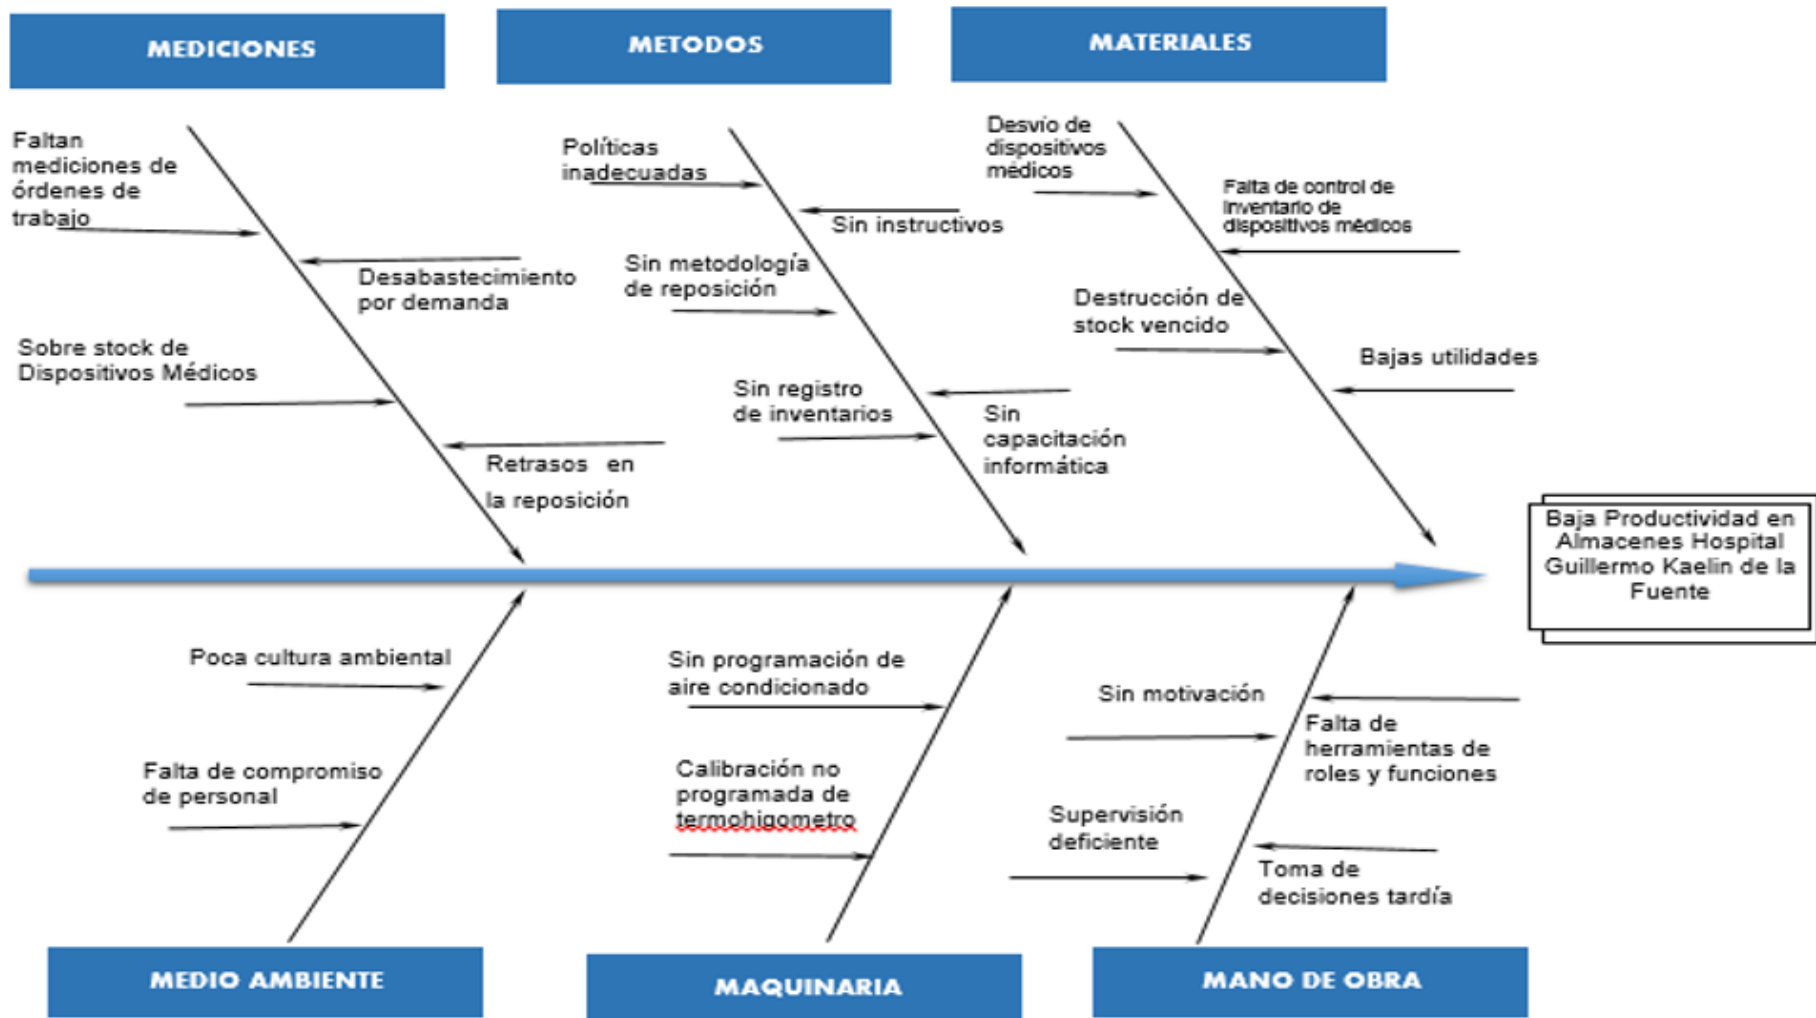 MEDICIONES
METODOS
MATERIALES
Faltan
mediciones de
órdenes de
trabajo
Desabastecimiento
por demanda
Sobre stock de
Dispositivos Médicos
Retrasos en
la reposición
Políticas
inadecuadas
Sin instructivos
Sin metodología
de reposición
Sin registro
de inventarios
Sin
capacitación
informática
Desvío de
dispositivos
médicos
Falta de control de
Inventario de
dispositivos médicos
Destrucción de
stock vencido
Bajas utilidades
Baja Productividad en
Almacenes Hospital
Guillermo Kaelin de la
Fuente
Poca cultura ambiental
Falta de compromiso
de personal
Sin programación de
aire condicionado
Calibración no
programada de
termohigometro
Sin motivación
Falta de
herramientas de
roles y funciones
Supervisión
deficiente
Toma de
decisiones tardía
MEDIO AMBIENTE
MAQUINARIA
MANO DE OBRA